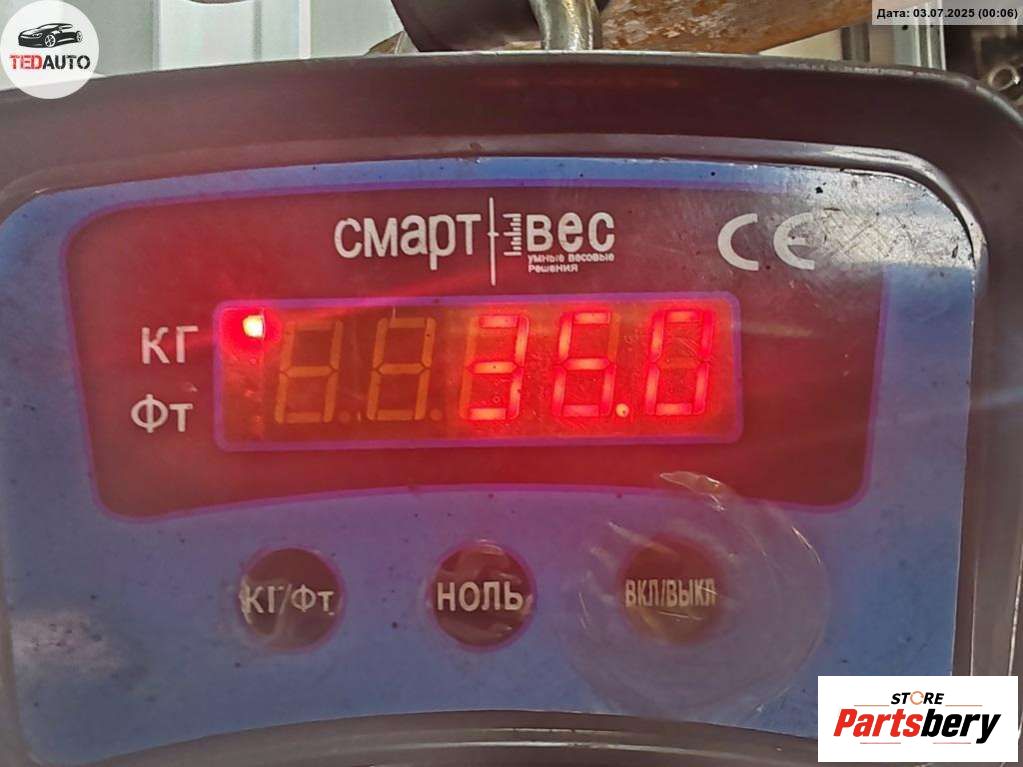 Дата: 03.07.2025 (00:06)
TEDAUTO
смарт вес
умные весовые
решения
CE
КГ
Фт
36.0
КГ/Фт
НОЛЬ
ВКЛ/ВЫКЛ
STORE
Partsbery